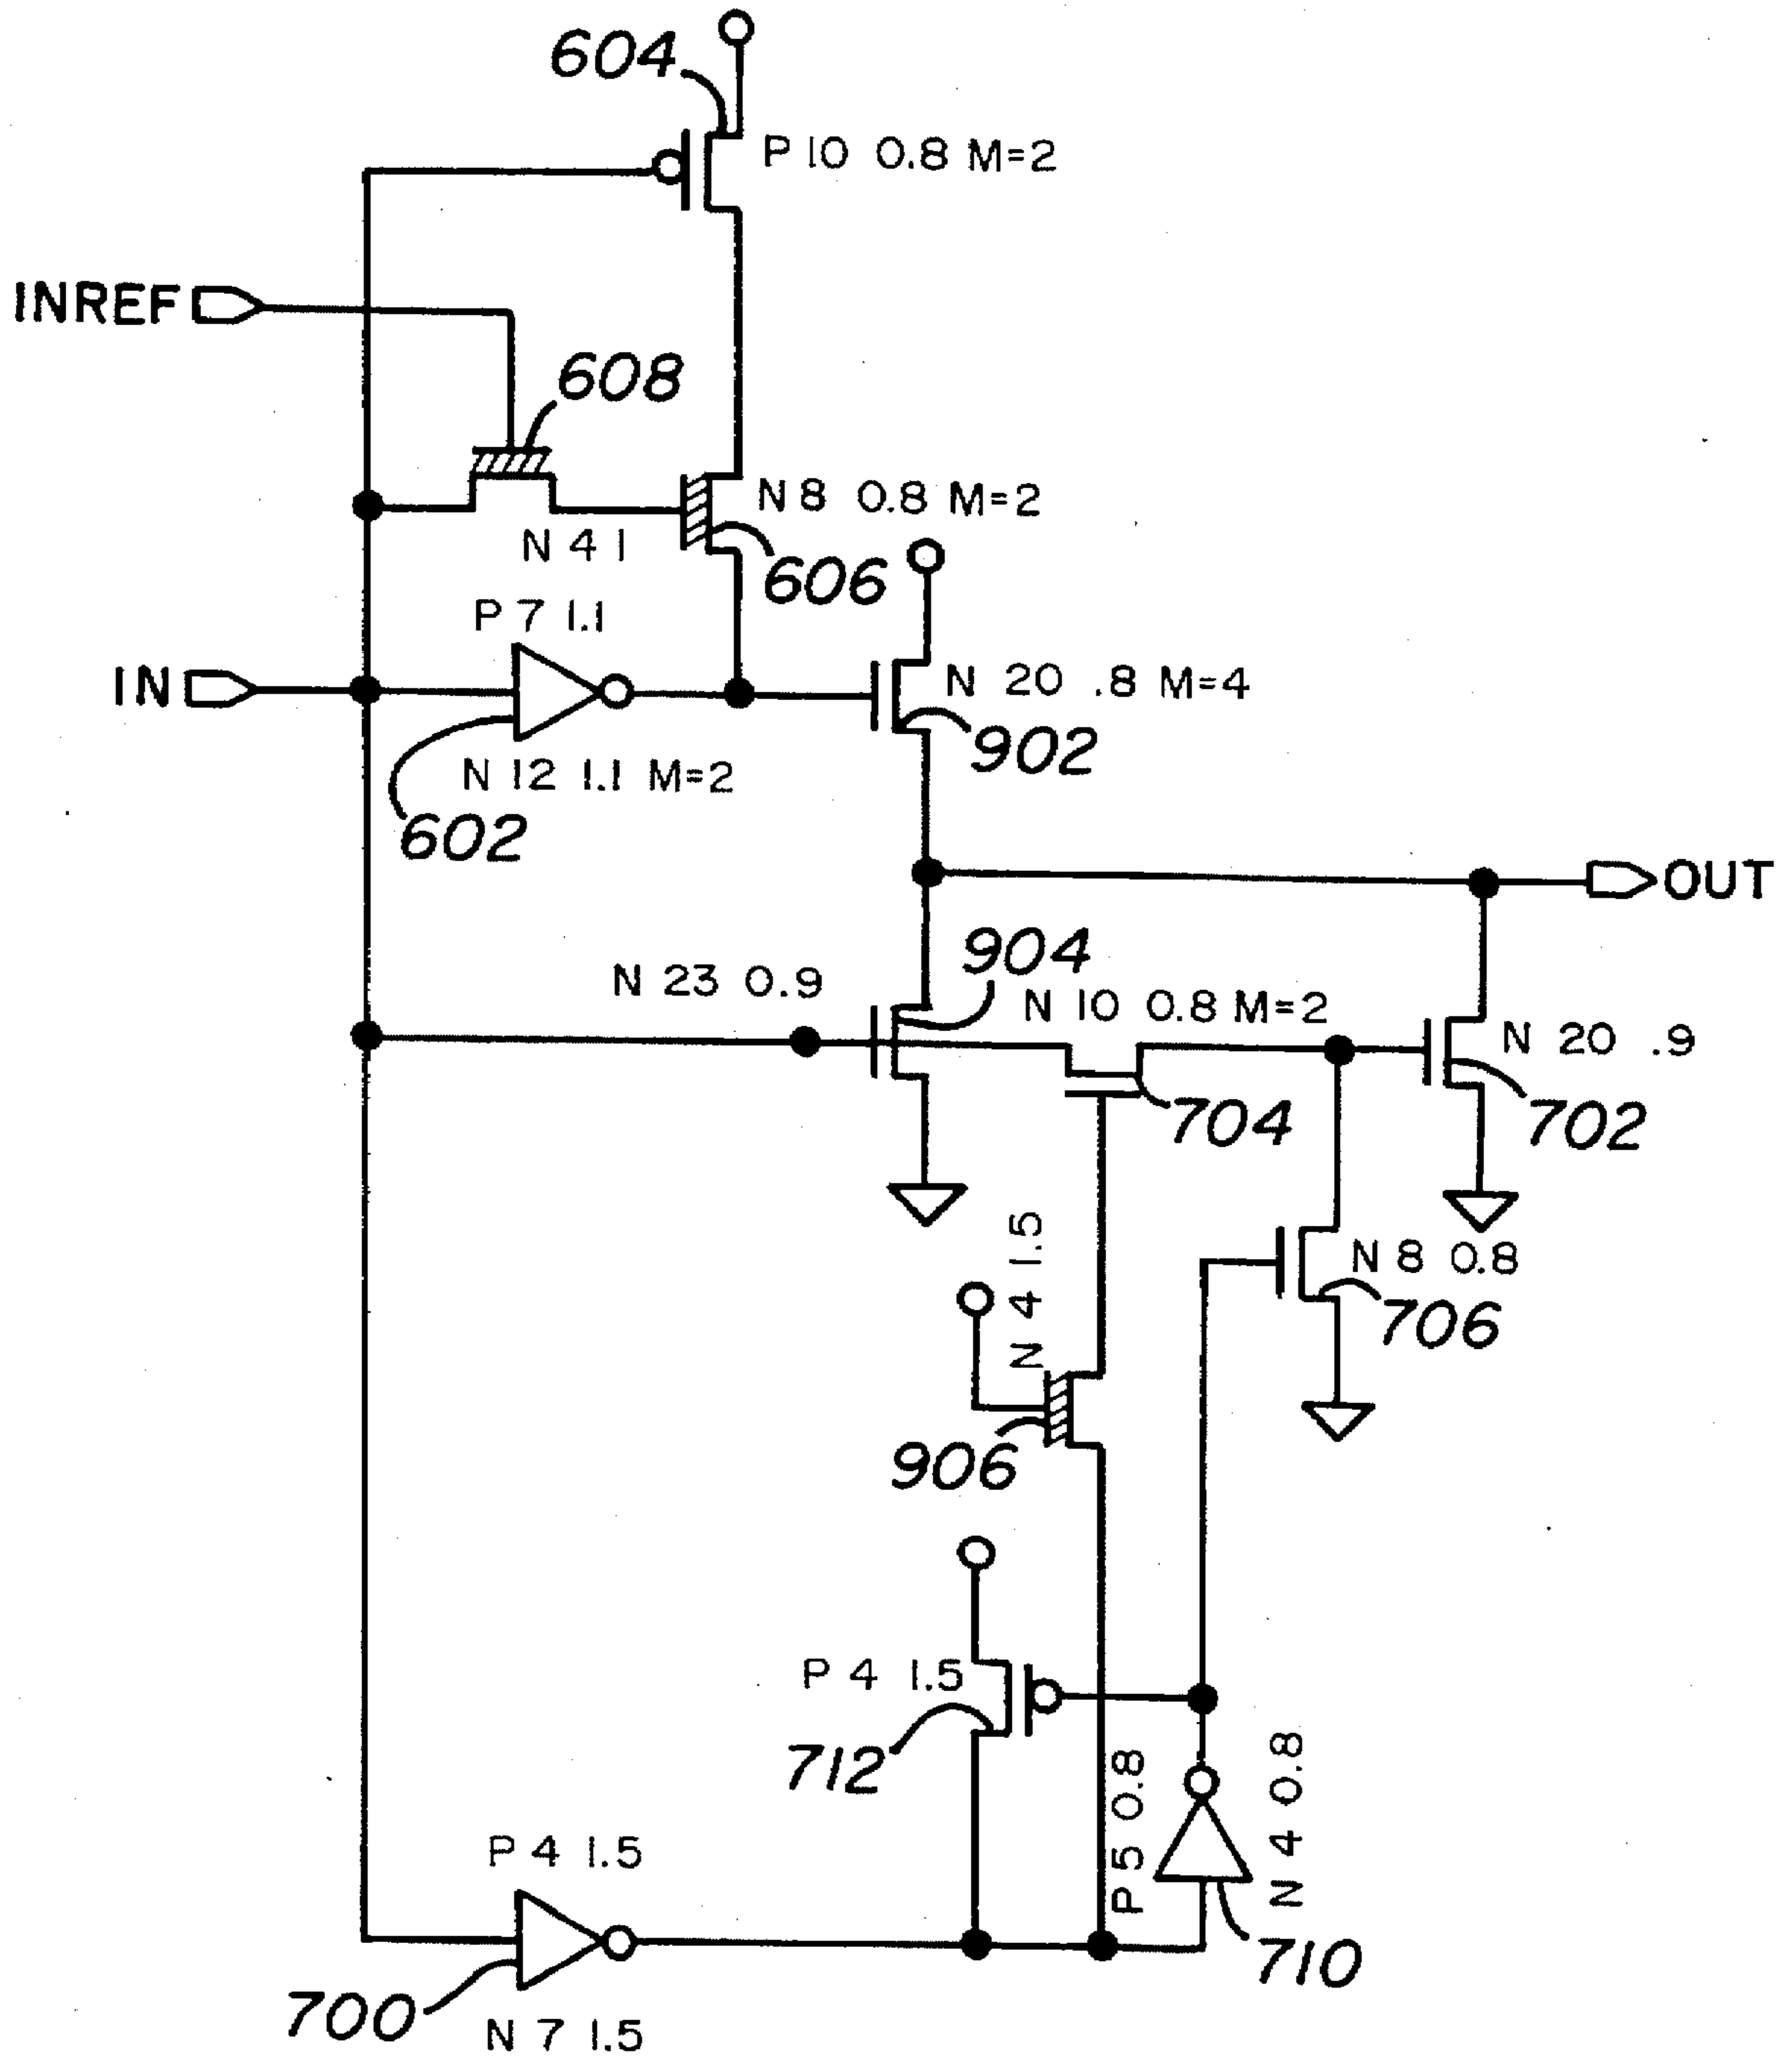 604
P 10 0.8 M=2
INREF
608
N 8 0.8 M=2
N 4 1
606
P 7 1.1
IN
N 20 .8 M=4
902
N 12 1.1 M=2
602
OUT
904
N 23 0.9
N 10 0.8 M=2
N 20 .9
704
702
N 4 1.5
N 8 0.8
706
906
P 4 1.5
712
P 5 0.8
N 4 0.8
P 4 1.5
710
700
N 7 1.5